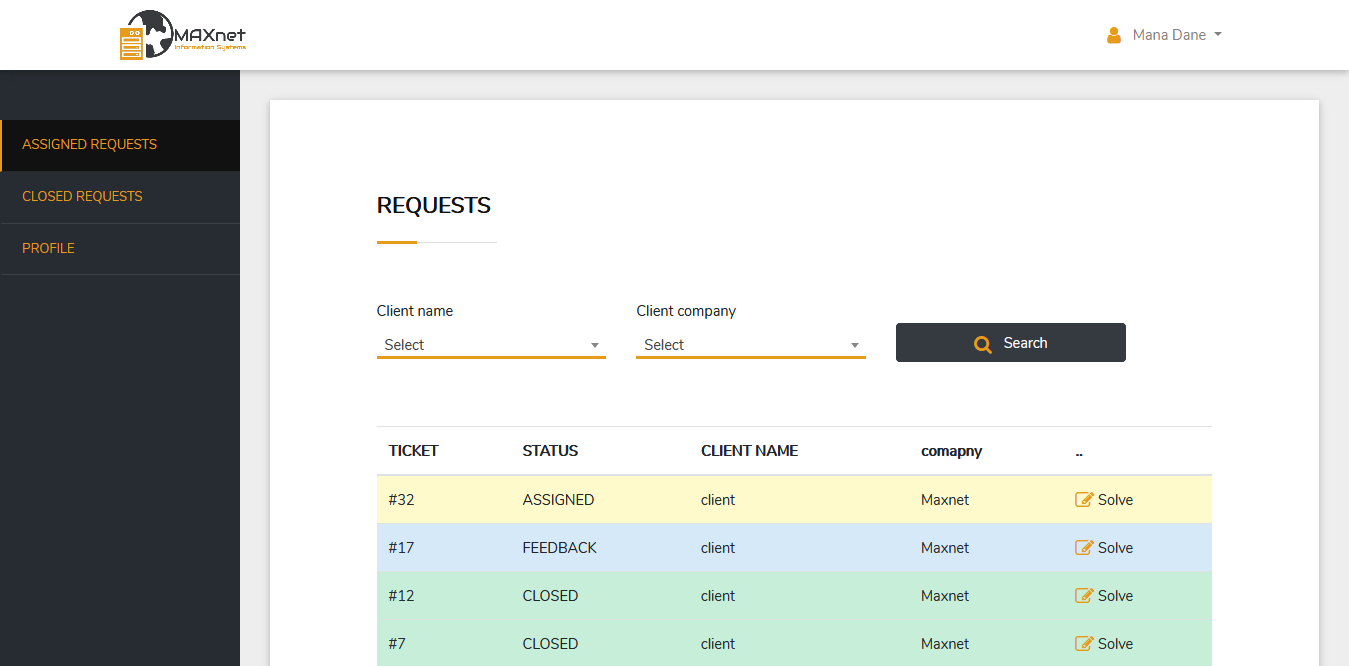 MAXnet
Information Systems
Mana Dane
ASSIGNED REQUESTS
CLOSED REQUESTS
PROFILE
REQUESTS
Client name
Client company
Select
Select
Search
TICKET STATUS CLIENT NAME comapny ..
#32 ASSIGNED client Maxnet Solve
#17 FEEDBACK client Maxnet Solve
#12 CLOSED client Maxnet Solve
#7 CLOSED client Maxnet Solve